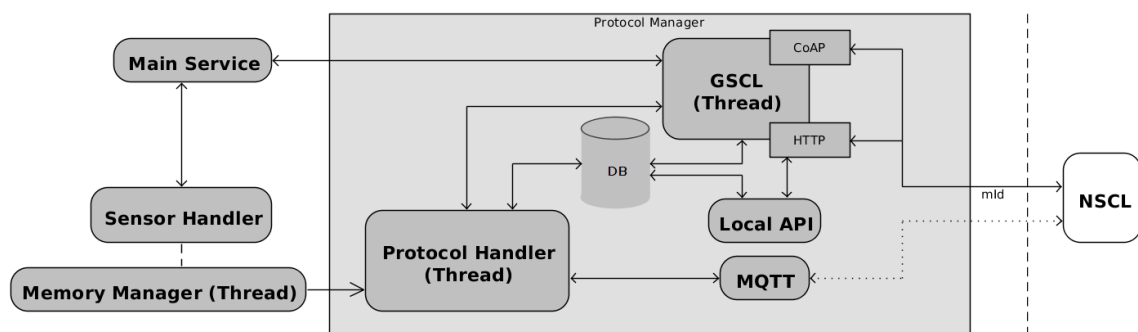 Protocol Manager
Main Service
CoAP
GSCL
(Thread)
HTTP
DB
Sensor Handler
Local API
mId
NSCL
Protocol Handler
(Thread)
MQTT
Memory Manager (Thread)